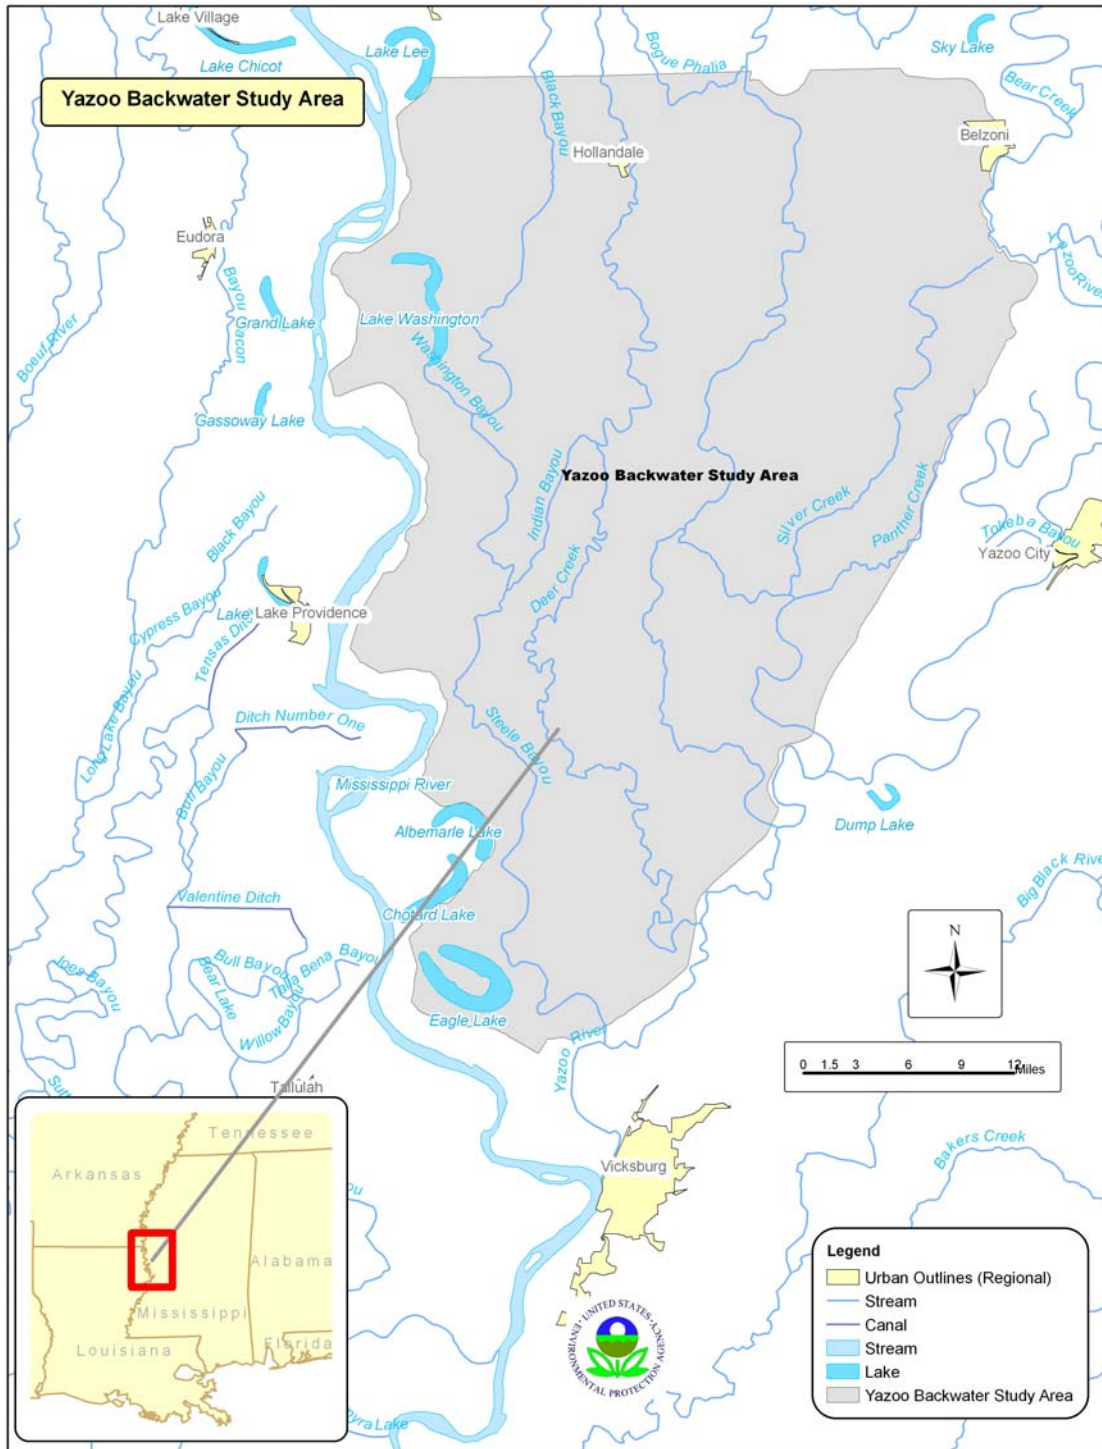 Lake Village
Lake Chicot
Lake Lee
Bogue Phalia
Sky Lake
Bear Creek
Yazoo Backwater Study Area
Black Bayou
Hollandale
Belzoni
Eudora
Yazoo River
Bayou Macon
Boeuf River
Grand Lake
Lake Washington
Washington Bayou
Gassoway Lake
Yazoo Backwater Study Area
Indian Bayou
Silver Creek
Panther Creek
Tokeba Bayou
Yazoo City
Black Bayou
Deer Creek
Cypress Bayou
Lake
Lake Providence
Tensas Ditch
Long Lake Bayou
Ditch Number One
Steele Bayou
Bull Bayou
Mississippi River
Albemarle Lake
Dump Lake
Big Black River
Valentine Ditch
Chotard Lake
N
Joes Bayou
Bull Bayou
Bear Lake
Talla Bena Bayou
Willow Bayou
Eagle Lake
Yazoo River
0 1.5 3 6 9 12 Miles
Tallulah
Bakers Creek
Vicksburg
Tennessee
Arkansas
Alabama
Mississippi
Louisiana
Florida
UNITED STATES
ENVIRONMENTAL PROTECTION AGENCY
Legend
Urban Outlines (Regional)
Stream
Canal
Stream
Lake
Yazoo Backwater Study Area